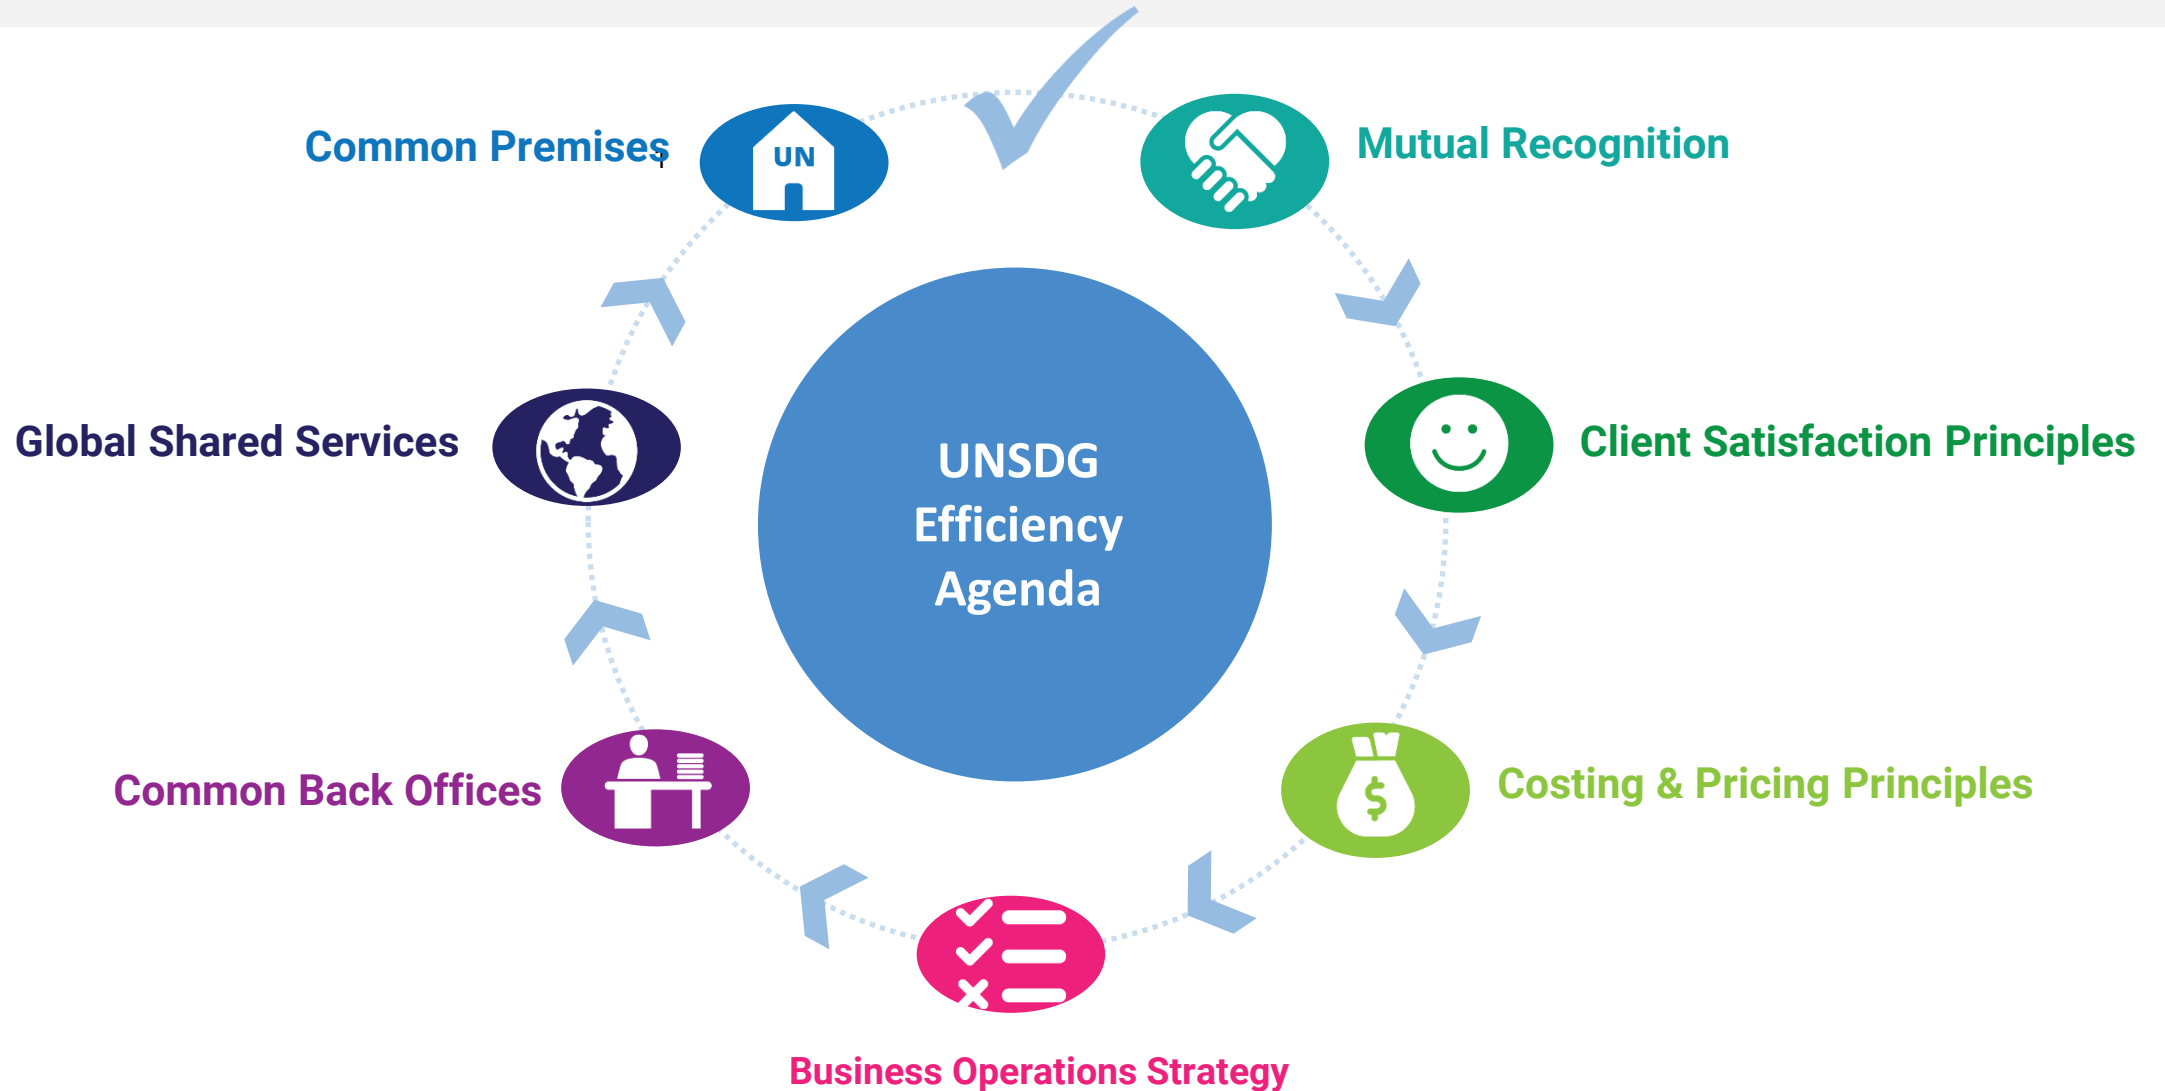 Common Premises
UN
Mutual Recognition
Global Shared Services
Client Satisfaction Principles
UNSDG
Efficiency
Agenda
Common Back Offices
Costing & Pricing Principles
$
Business Operations Strategy